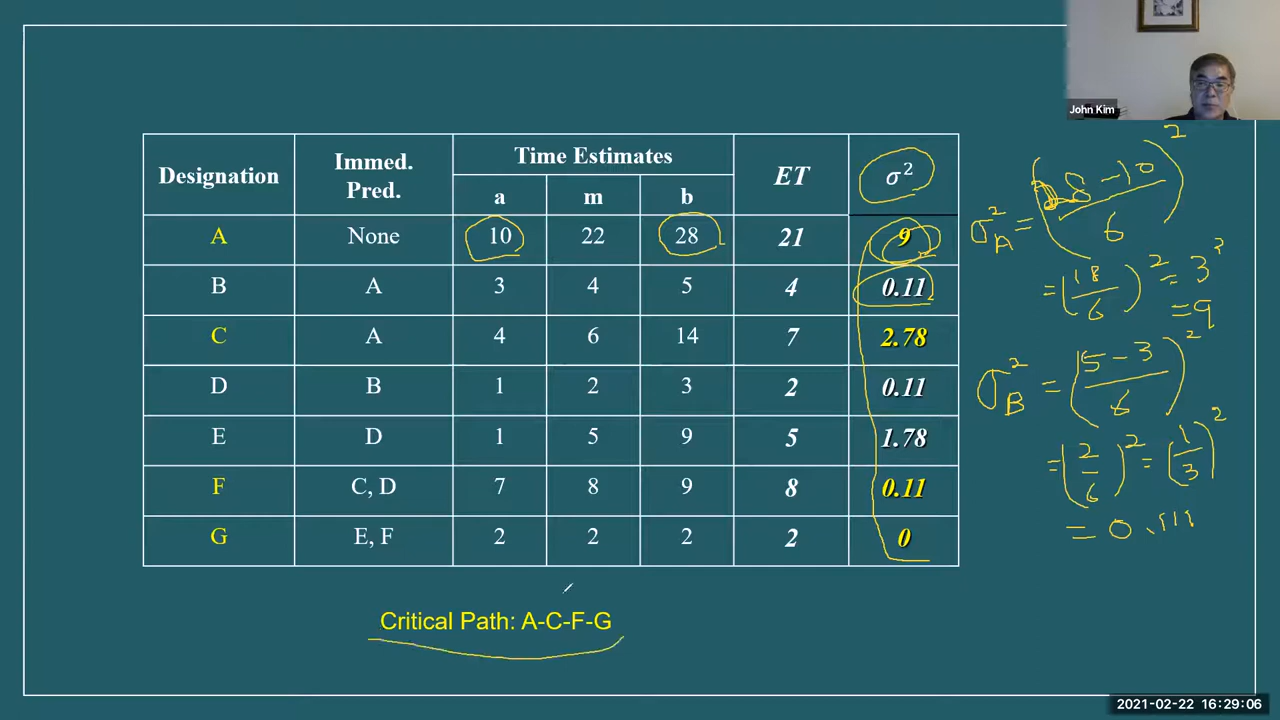 John Kim
Designation Immed. Pred. Time Estimates ET σ²
a m b
A None 10 22 28 21 9
B A 3 4 5 4 0.11
C A 4 6 14 7 2.78
D B 1 2 3 2 0.11
E D 1 5 9 5 1.78
F C, D 7 8 9 8 0.11
G E, F 2 2 2 2 0
Critical Path: A-C-F-G
σ²A = (28-10/6)²
= (18/6)² = 3²
= 9
σ²B = (5-3/6)²
= (2/6)² = (1/3)²
= 0.1111
2021-02-22 16:29:06